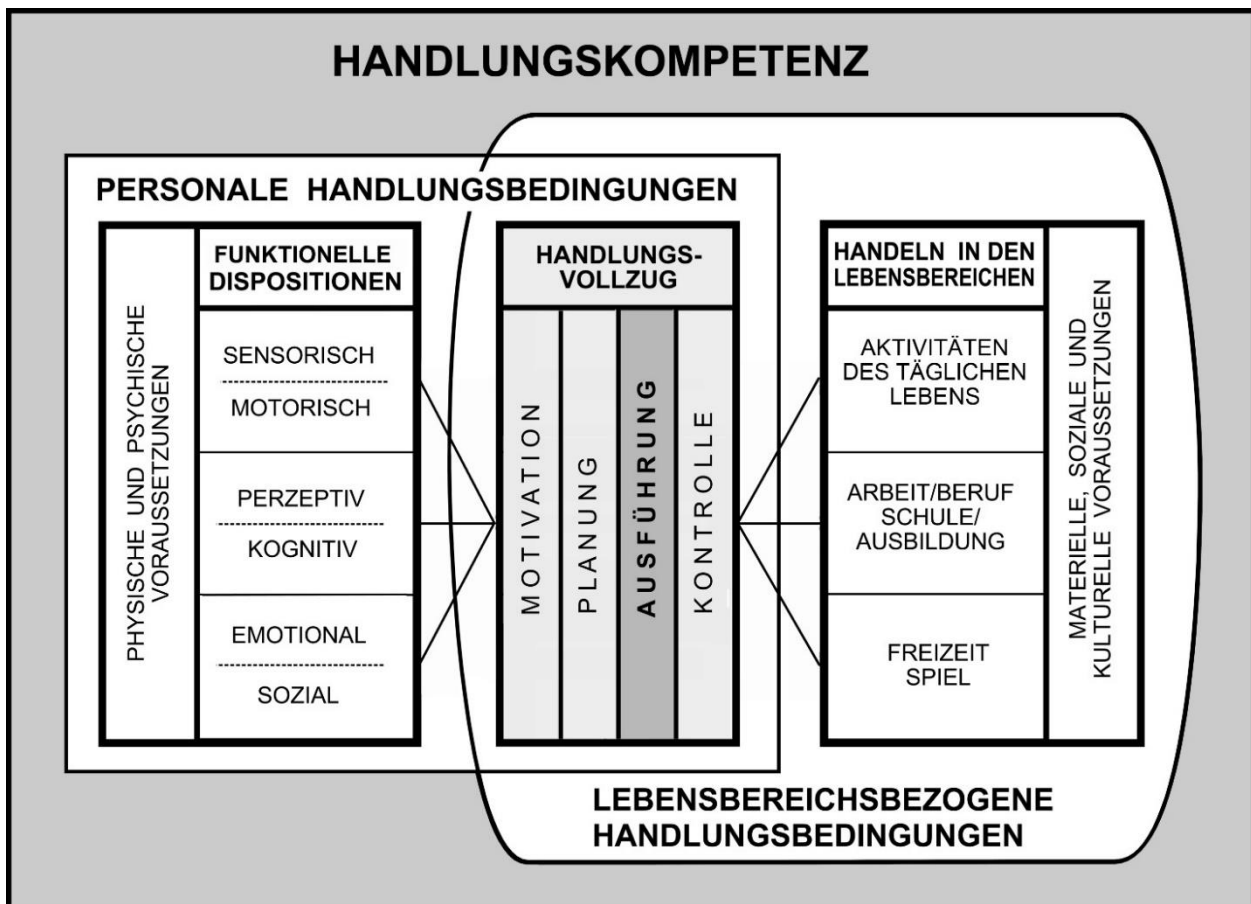 HANDLUNGSKOMPETENZ
PERSONALE HANDLUNGSBEDINGUNGEN
PHYSISCHE UND PSYCHISCHE
VORAUSSETZUNGEN
FUNKTIONELLE
DISPOSITIONEN
SENSORISCH
MOTORISCH
PERZEPTIV
KOGNITIV
EMOTIONAL
SOZIAL
HANDLUNGS-
VOLLZUG
MOTIVATION
PLANUNG
AUSFÜHRUNG
KONTROLLE
HANDELN IN DEN
LEBENSBEREICHEN
AKTIVITÄTEN
DES TÄGLICHEN
LEBENS
ARBEIT/BERUF
SCHULE/
AUSBILDUNG
FREIZEIT
SPIEL
MATERIELLE, SOZIALE UND
KULTURELLE VORAUSSETZUNGEN
LEBENSBEREICHSBEZOGENE
HANDLUNGSBEDINGUNGEN